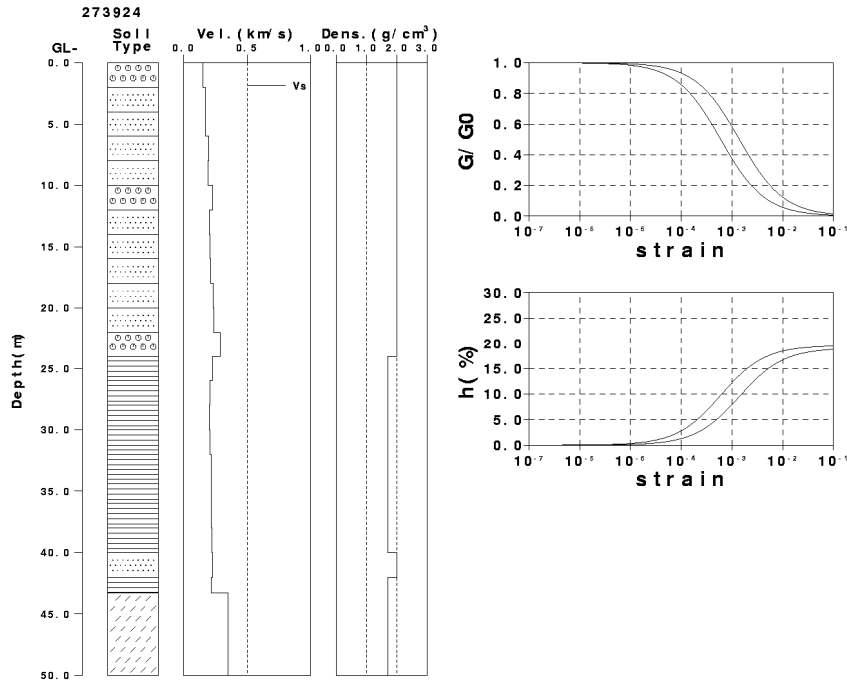 273924
GL-
Soil Type
Vel. (km/s)
Dens. (g/cm³)
0.0 0.5 1.0
0.0 1.0 2.0 3.0
Vs
Depth(m)
0.0
5.0
10.0
15.0
20.0
25.0
30.0
35.0
40.0
45.0
50.0
G/G0
1.0
0.8
0.6
0.4
0.2
0.0
10⁻⁷ 10⁻⁵ 10⁻⁶ 10⁻⁴ 10⁻³ 10⁻² 10⁻¹
strain
h(%)
30.0
25.0
20.0
15.0
10.0
5.0
0.0
10⁻⁷ 10⁻⁵ 10⁻⁶ 10⁻⁴ 10⁻³ 10⁻² 10⁻¹
strain